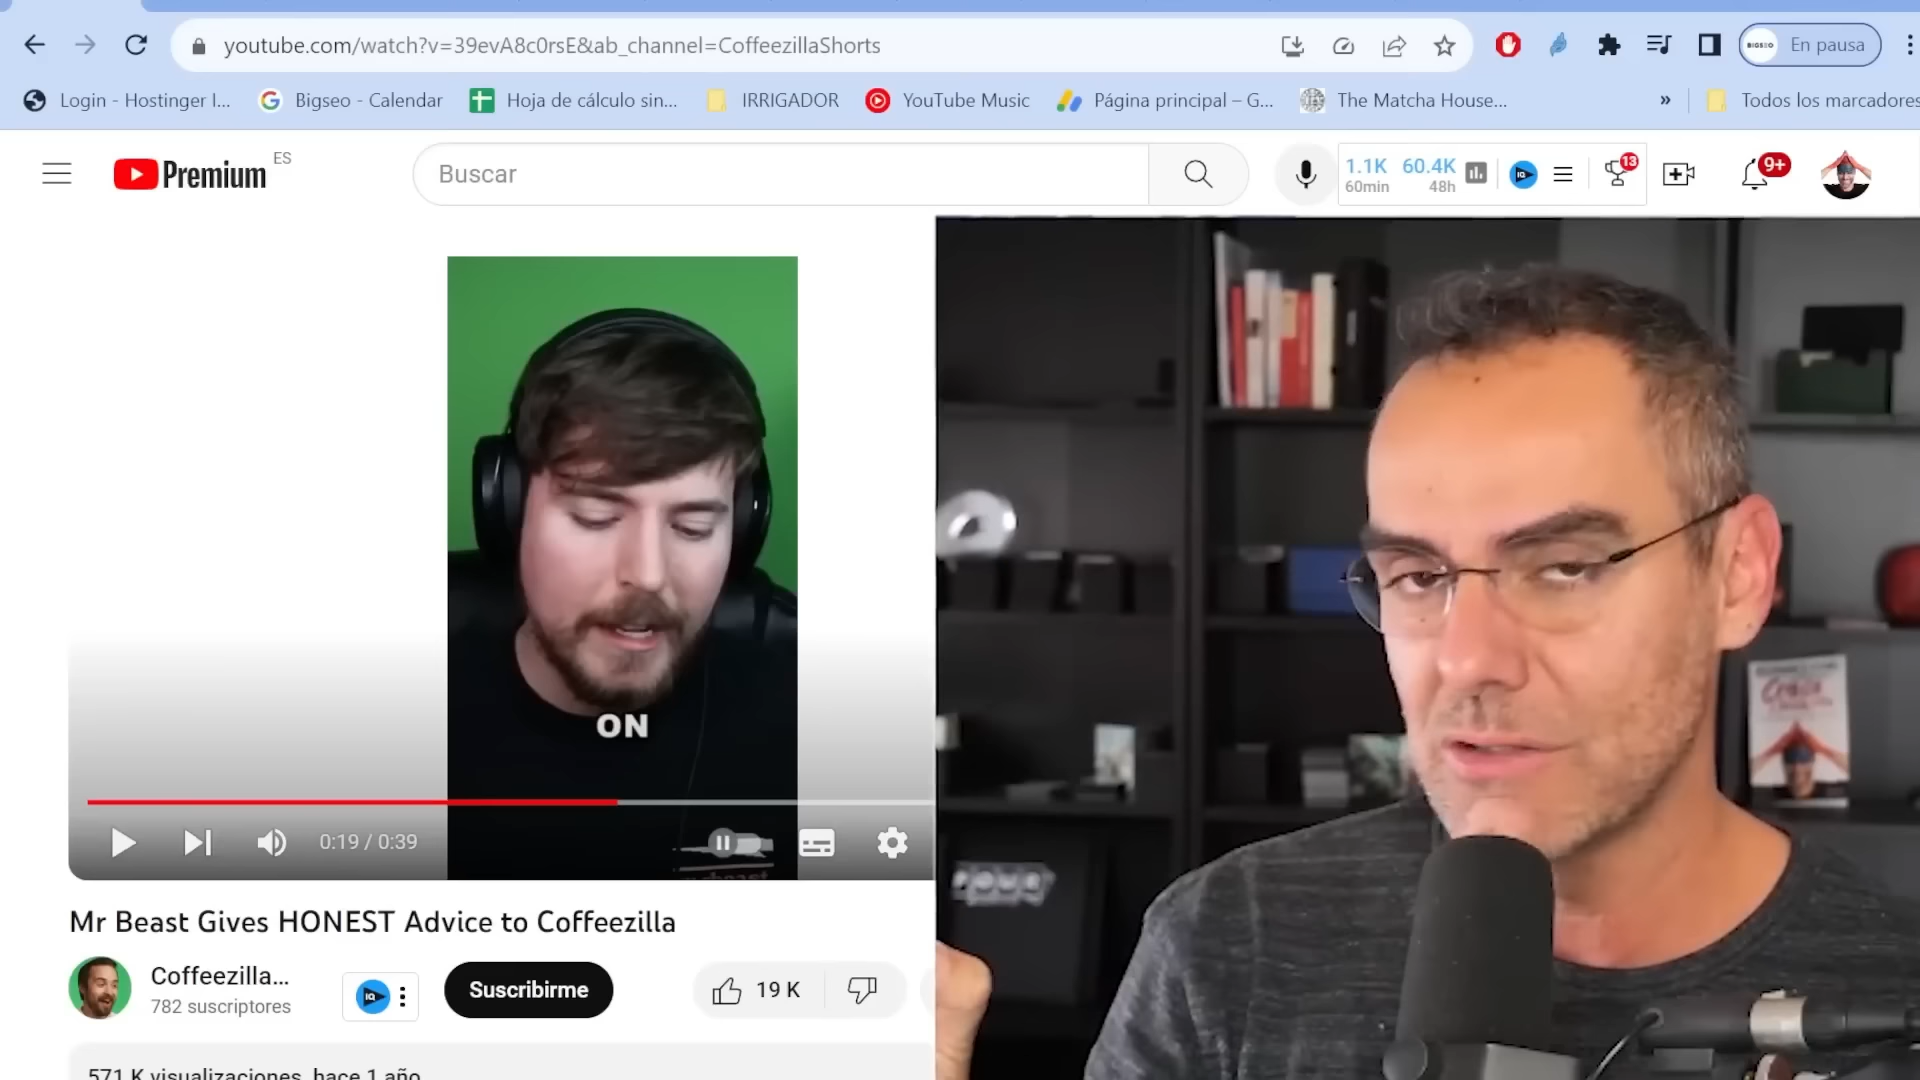 youtube.com/watch?v=39evA8c0rsE&ab_channel=CoffeezillaShorts
BIGSEO
En pausa
Login - Hostinger I...
Bigseo - Calendar
Hoja de cálculo sin...
IRRIGADOR
YouTube Music
Página principal – G...
The Matcha House...
»
Todos los marcadores
Premium
ES
Buscar
1.1K
60min
60.4K
48h
IQ
13
9+
ON
0:19 / 0:39
Mr Beast Gives HONEST Advice to Coffeezilla
Coffeezilla...
782 suscriptores
IQ
Suscribirme
19 K
571 K visualizaciones hace 1 año